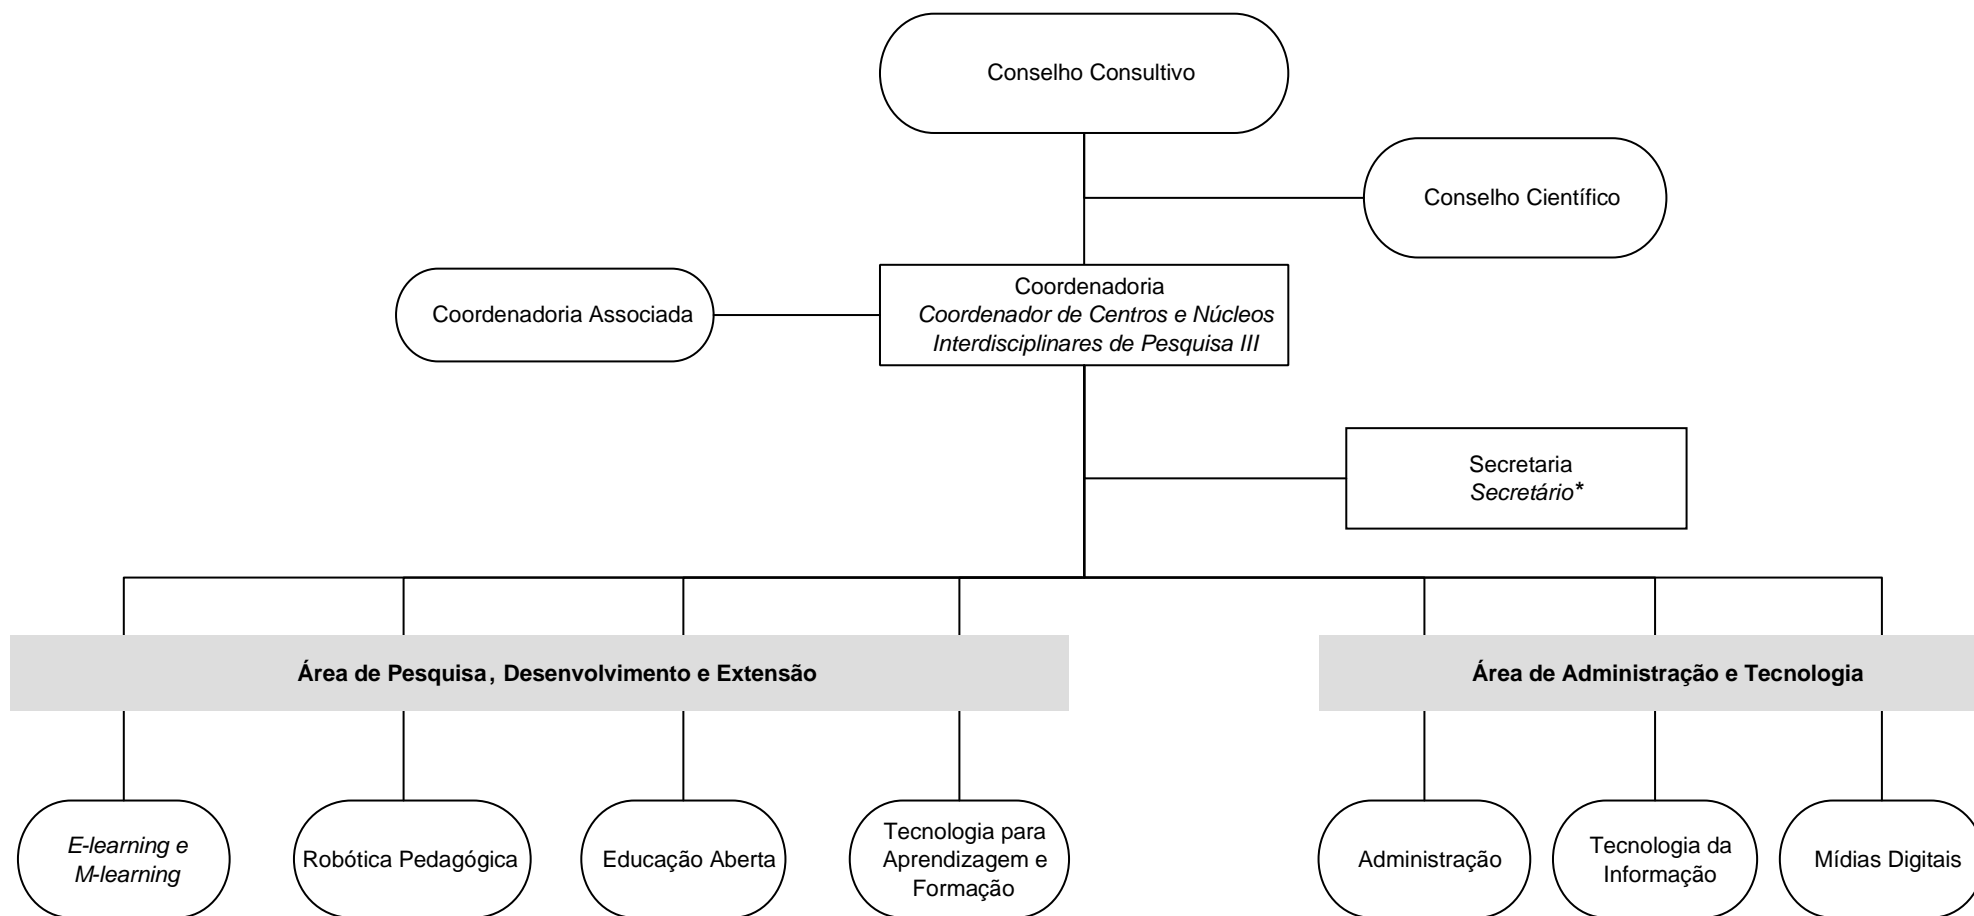 Conselho Consultivo
Conselho Científico
Coordenadoria Associada
Coordenadoria
Coordenador de Centros e Núcleos
Interdisciplinares de Pesquisa III
Secretaria
Secretário*
Área de Pesquisa, Desenvolvimento e Extensão
Área de Administração e Tecnologia
E-learning e
M-learning
Robótica Pedagógica
Educação Aberta
Tecnologia para
Aprendizagem e
Formação
Administração
Tecnologia da
Informação
Mídias Digitais